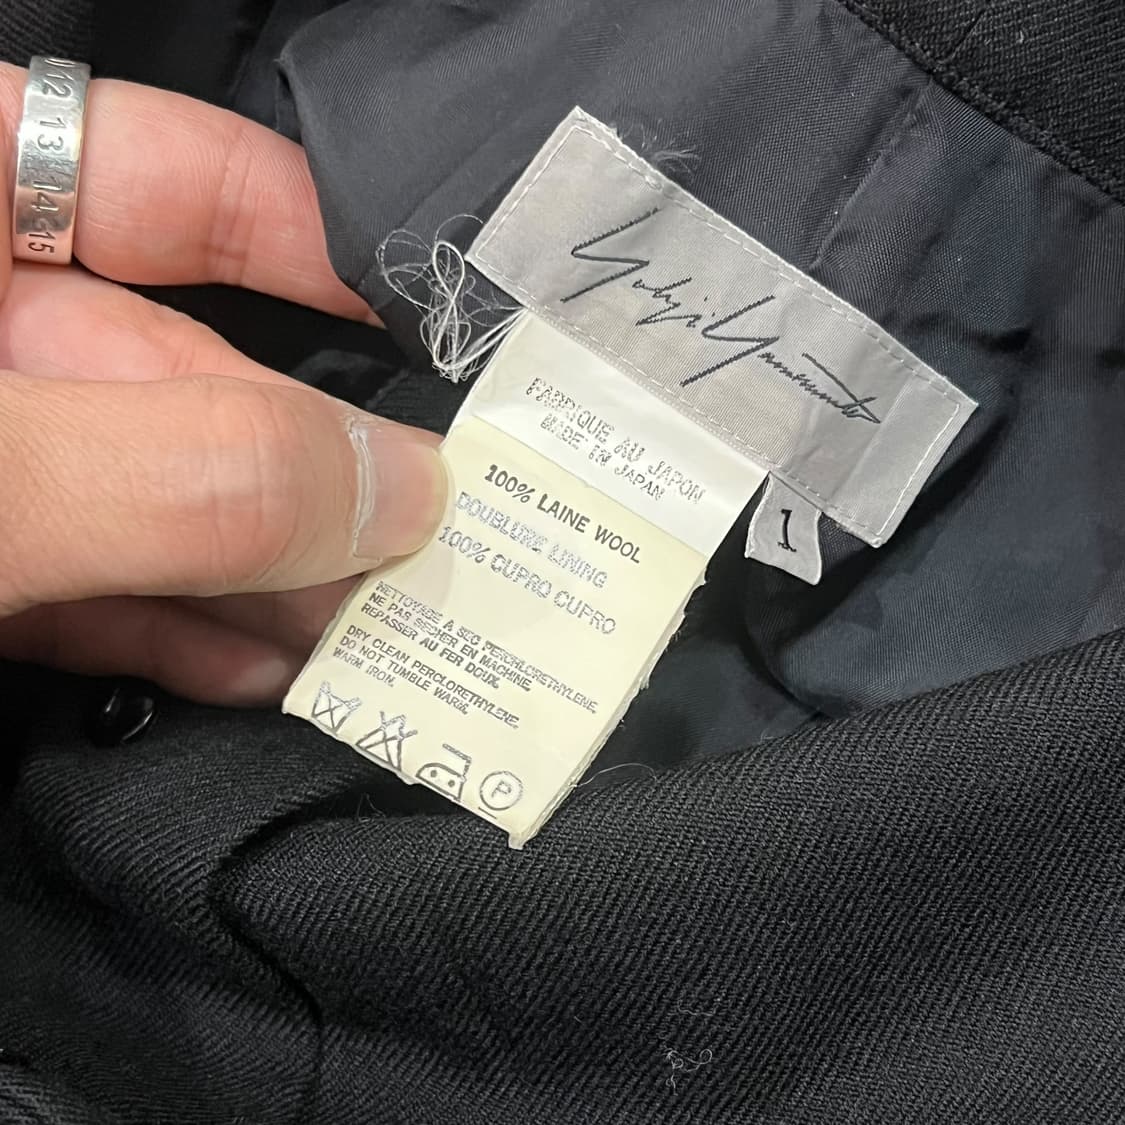 12 13 14 15
Yohji Yamamoto
FABRIQUE AU JAPON
MADE IN JAPAN
1
100% LAINE WOOL
DOUBLURE LINING
100% CUPRO CUPRO
NETTOYAGE A SEC PERCHLORETHYLENE.
NE PAS SECHER EN MACHINE.
REPASSER AU FER DOUX.
DRY CLEAN PERCLORETHYLENE.
DO NOT TUMBLE WARM.
WARM IRON.
P